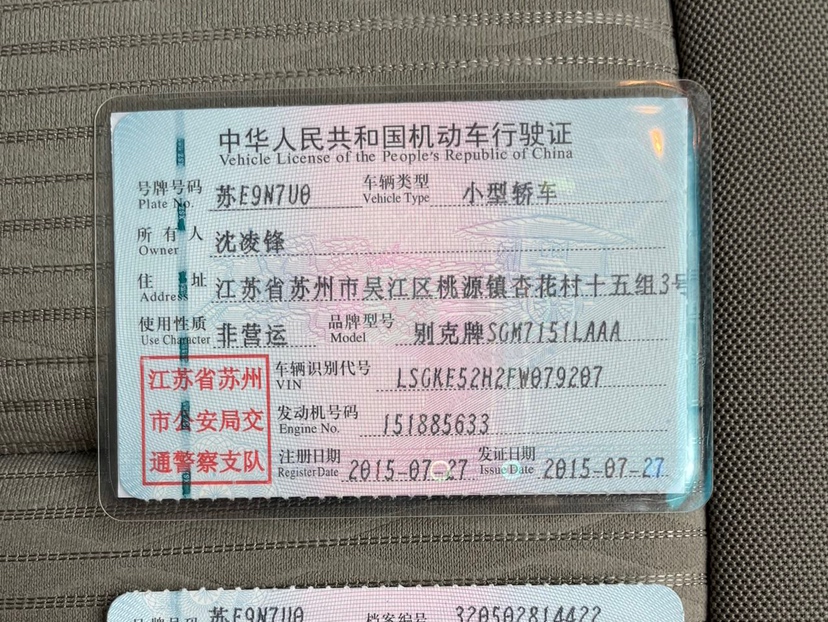 中华人民共和国机动车行驶证
Vehicle License of the People's Republic of China
号牌号码 苏E9N7U0 车辆类型 小型轿车
Plate No. Vehicle Type
所有人 沈凌锋
Owner
住址 江苏省苏州市吴江区桃源镇杏花村十五组3号
Address
使用性质 非营运 品牌型号 别克牌SGM7151LAAA
Use Character Model
江苏省苏州
市公安局交
通警察支队
车辆识别代号 LSGKE52H2FW079207
VIN
发动机号码 151885633
Engine No.
注册日期 2015-07-27 发证日期 2015-07-27
Register Date Issue Date
号牌号码 苏E9N7U0 档案编号 320502814422